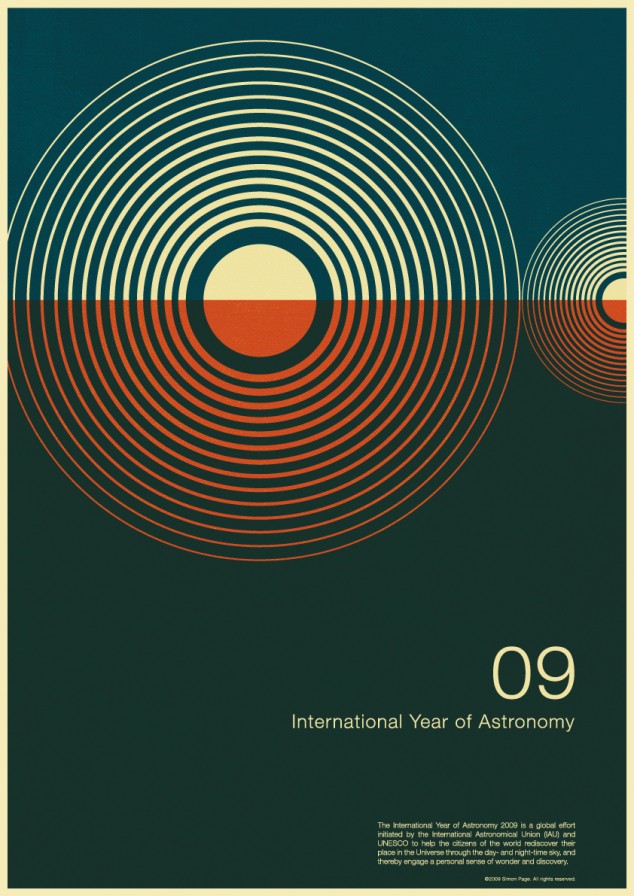 09
International Year of Astronomy
The International Year of Astronomy 2009 is a global effort
initiated by the International Astronomical Union (IAU) and
UNESCO to help the citizens of the world rediscover their
place in the Universe through the day- and night-time sky, and
thereby engage a personal sense of wonder and discovery.
©2009 Simon Page. All rights reserved.